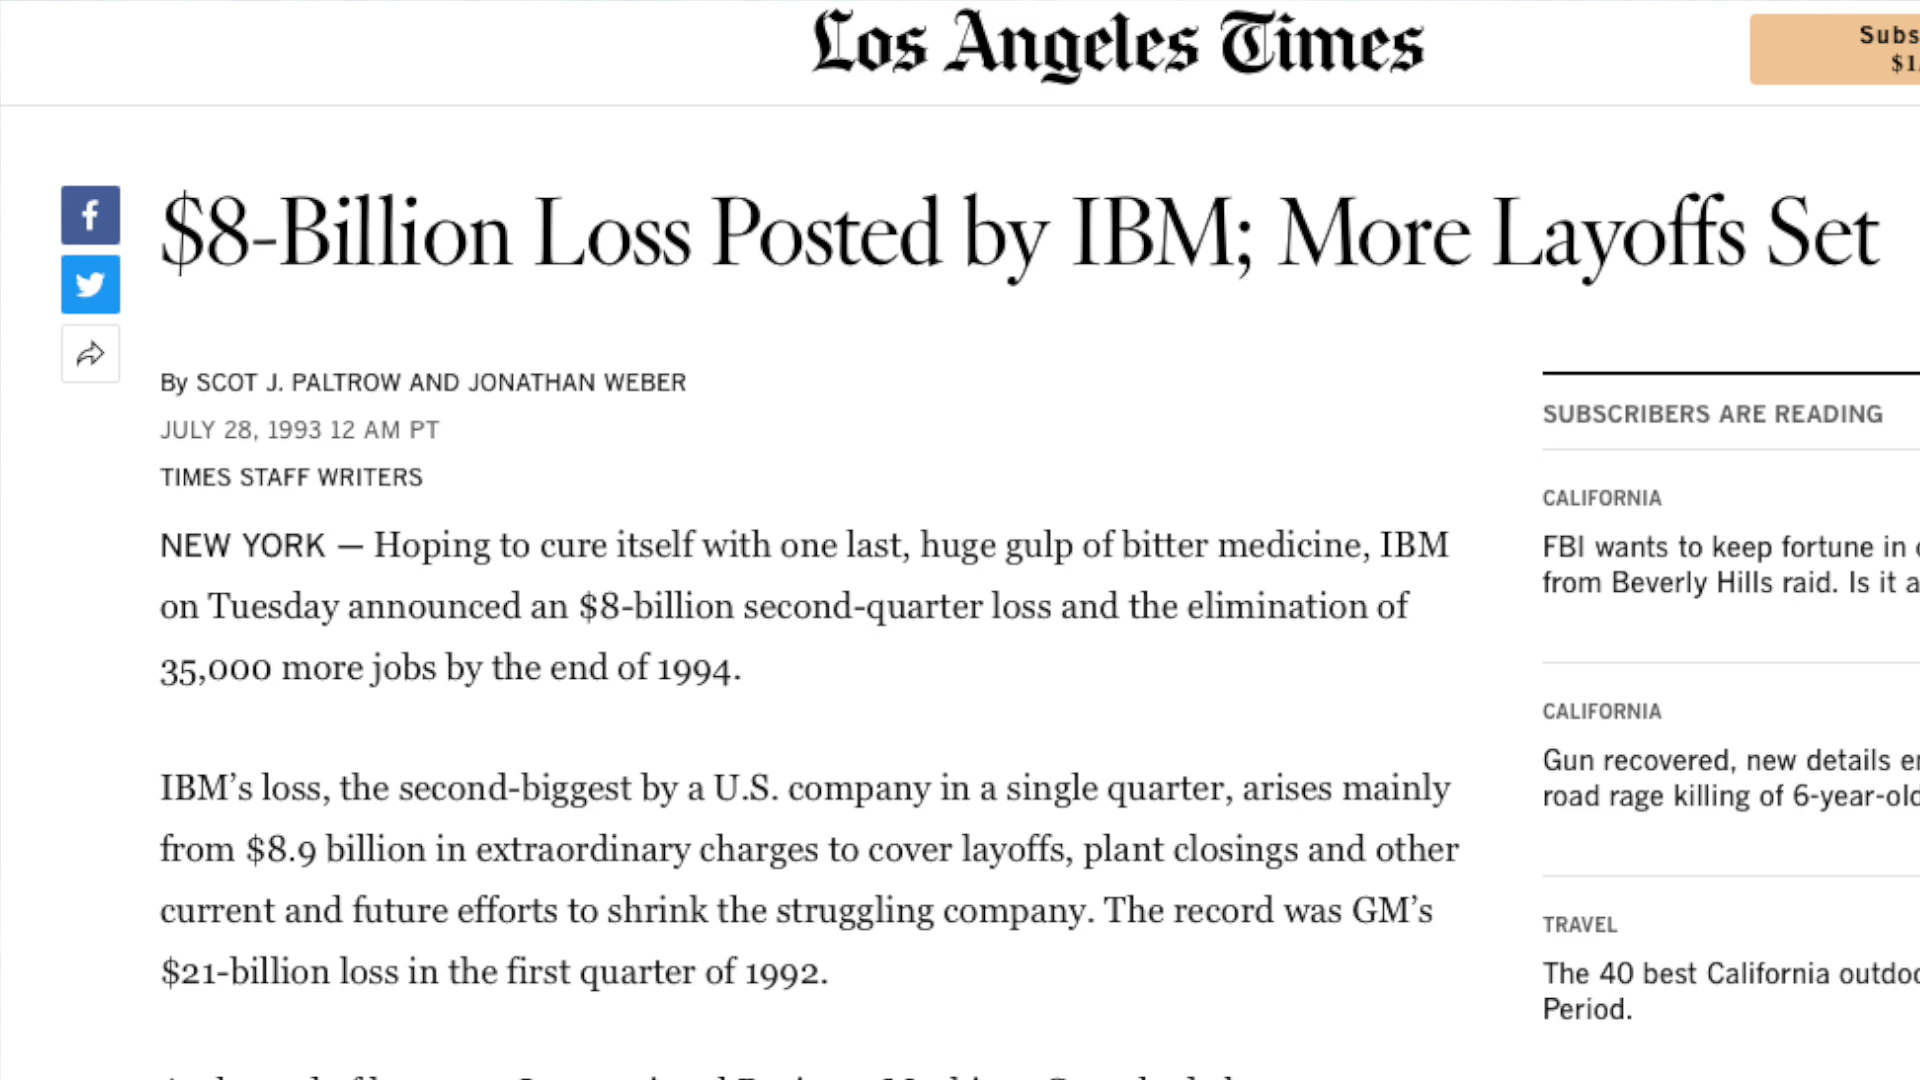 Los Angeles Times
Subs
$1
$8-Billion Loss Posted by IBM; More Layoffs Set
By SCOT J. PALTROW AND JONATHAN WEBER
JULY 28, 1993 12 AM PT
TIMES STAFF WRITERS
NEW YORK — Hoping to cure itself with one last, huge gulp of bitter medicine, IBM
on Tuesday announced an $8-billion second-quarter loss and the elimination of
35,000 more jobs by the end of 1994.
IBM’s loss, the second-biggest by a U.S. company in a single quarter, arises mainly
from $8.9 billion in extraordinary charges to cover layoffs, plant closings and other
current and future efforts to shrink the struggling company. The record was GM’s
$21-billion loss in the first quarter of 1992.
SUBSCRIBERS ARE READING
CALIFORNIA
FBI wants to keep fortune in
from Beverly Hills raid. Is it a
CALIFORNIA
Gun recovered, new details
road rage killing of 6-year-old
TRAVEL
The 40 best California
Period.